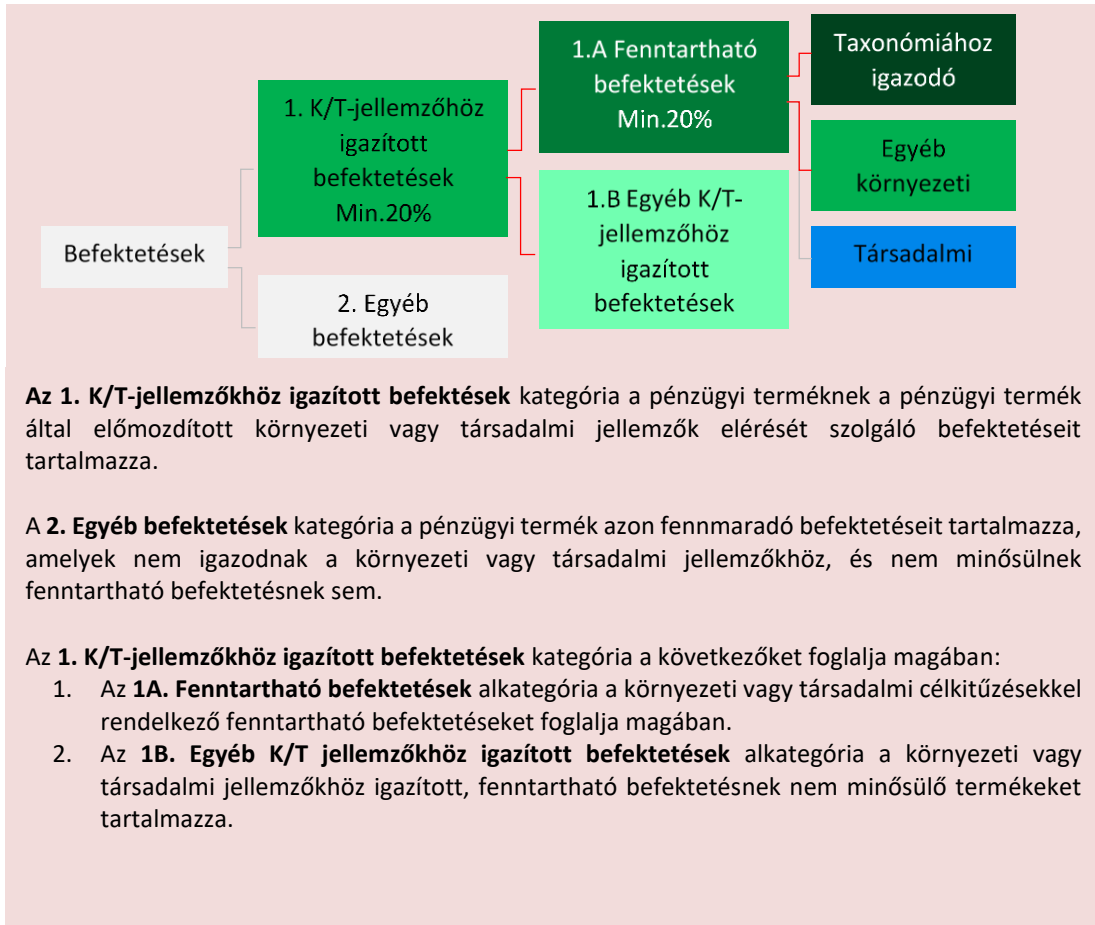 Befektetések
1. K/T-jellemzőhöz
igazított
befektetések
Min.20%
2. Egyéb
befektetések
1.A Fenntartható
befektetések
Min.20%
1.B Egyéb K/T-
jellemzőhöz
igazított
befektetések
Taxonómiához
igazodó
Egyéb
környezeti
Társadalmi
Az 1. K/T-jellemzőkhöz igazított befektések kategória a pénzügyi terméknek a pénzügyi termék
által előmozdított környezeti vagy társadalmi jellemzők elérését szolgáló befektetéseit
tartalmazza.
A 2. Egyéb befektetések kategória a pénzügyi termék azon fennmaradó befektetéseit tartalmazza,
amelyek nem igazodnak a környezeti vagy társadalmi jellemzőkhöz, és nem minősülnek
fenntartható befektetésnek sem.
Az 1. K/T-jellemzőkhöz igazított befektetések kategória a következőket foglalja magában:
1. Az 1A. Fenntartható befektetések alkategória a környezeti vagy társadalmi célkitűzésekkel
rendelkező fenntartható befektetéseket foglalja magában.
2. Az 1B. Egyéb K/T jellemzőkhöz igazított befektetések alkategória a környezeti vagy
társadalmi jellemzőkhöz igazított, fenntartható befektetésnek nem minősülő termékeket
tartalmazza.